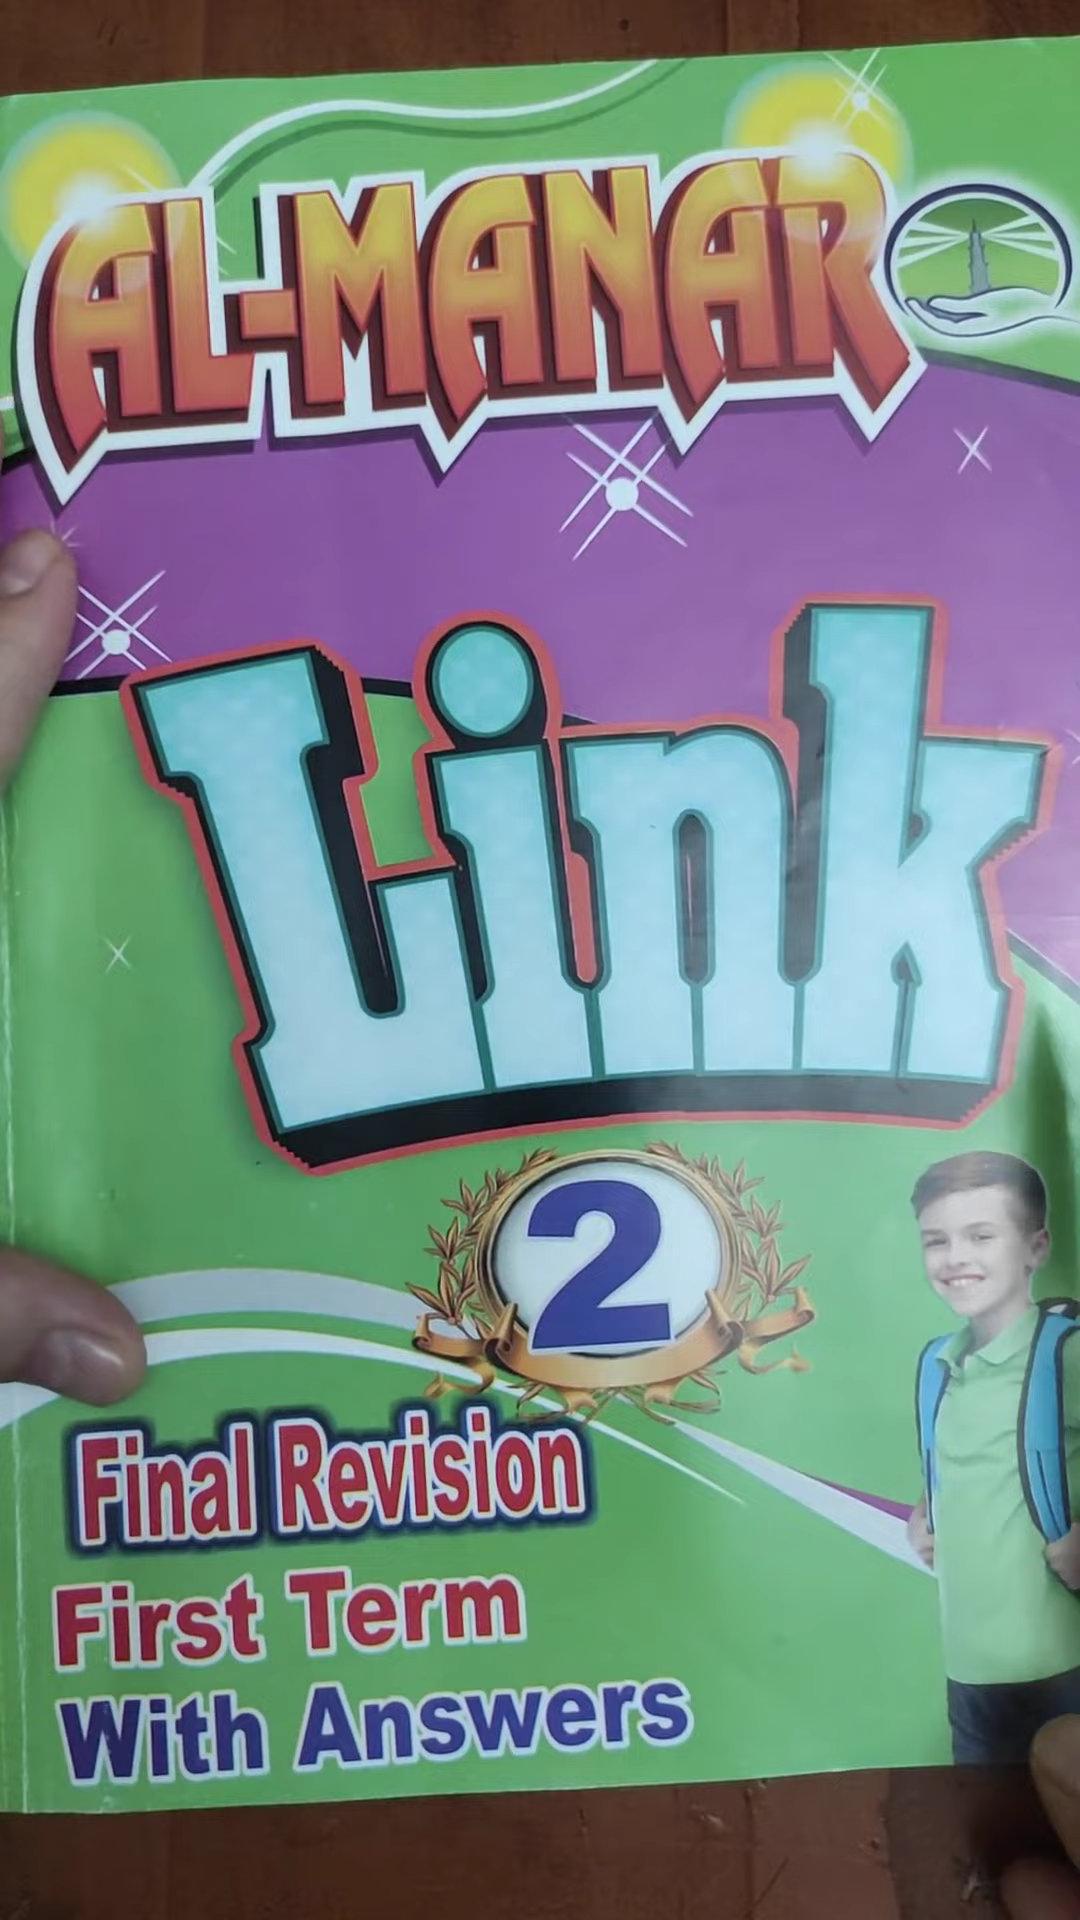 AL-MANAR
Link
2
Final Revision
First Term
With Answers